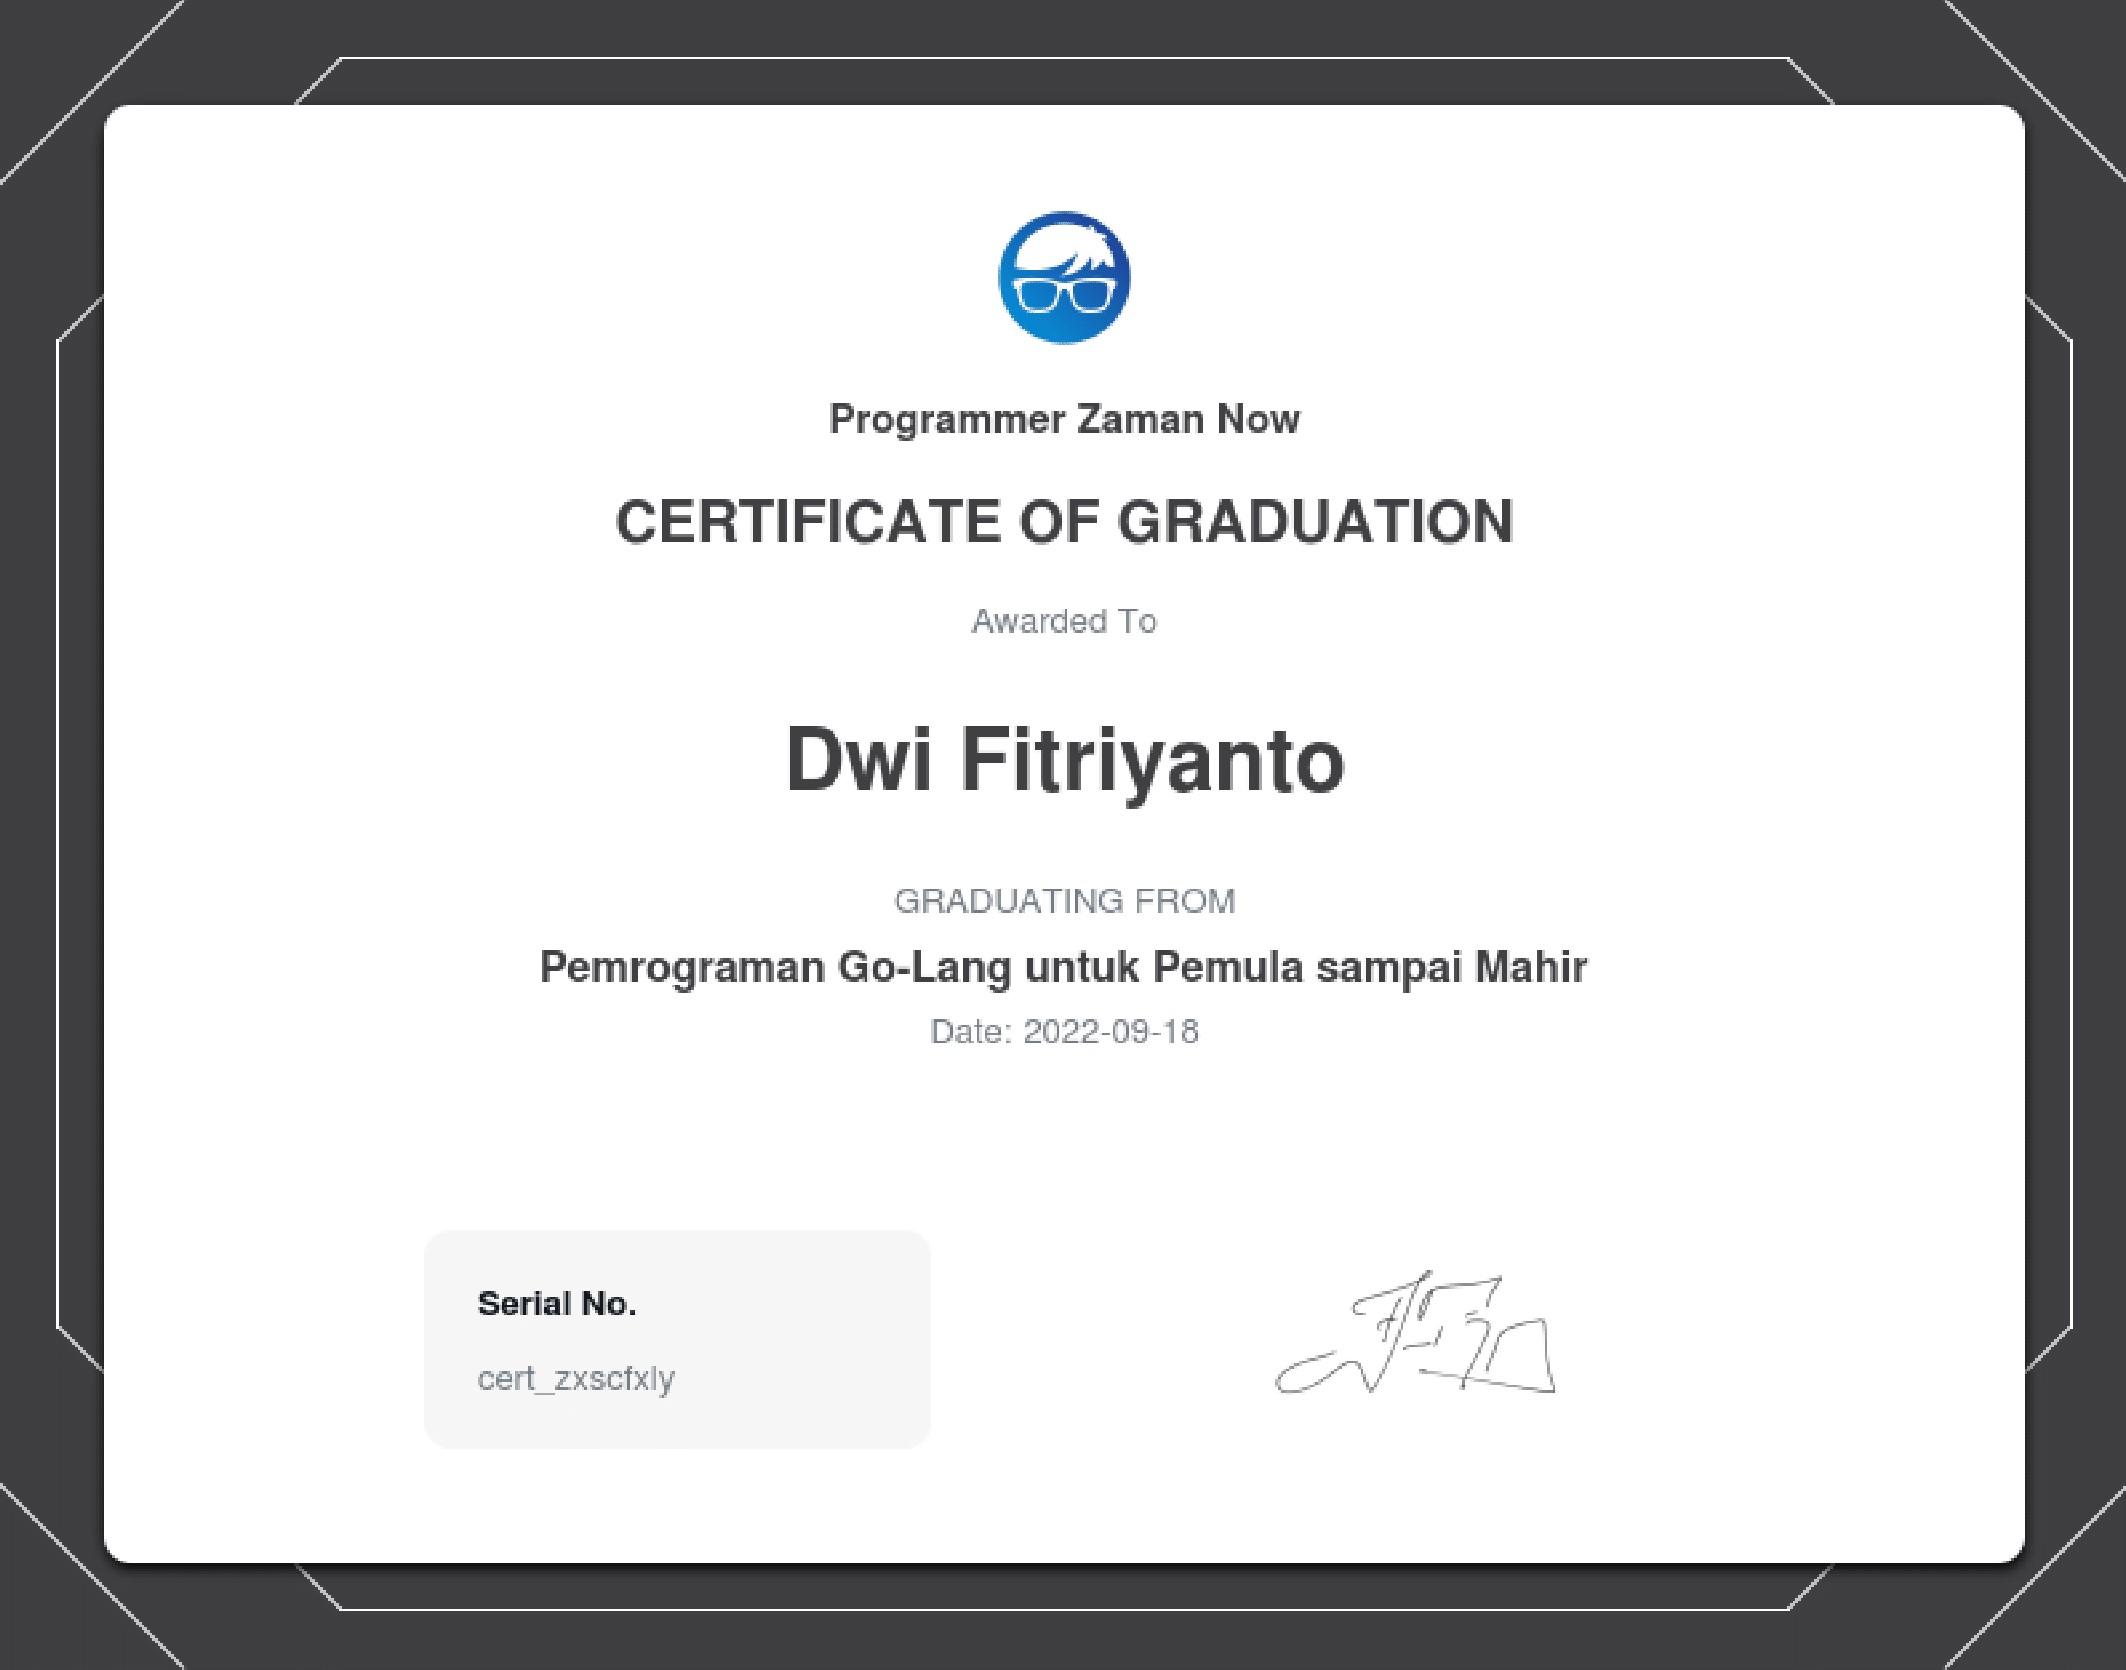 Programmer Zaman Now
CERTIFICATE OF GRADUATION
Awarded To
Dwi Fitriyanto
GRADUATING FROM
Pemrograman Go-Lang untuk Pemula sampai Mahir
Date: 2022-09-18
Serial No.
cert_zxscfxly